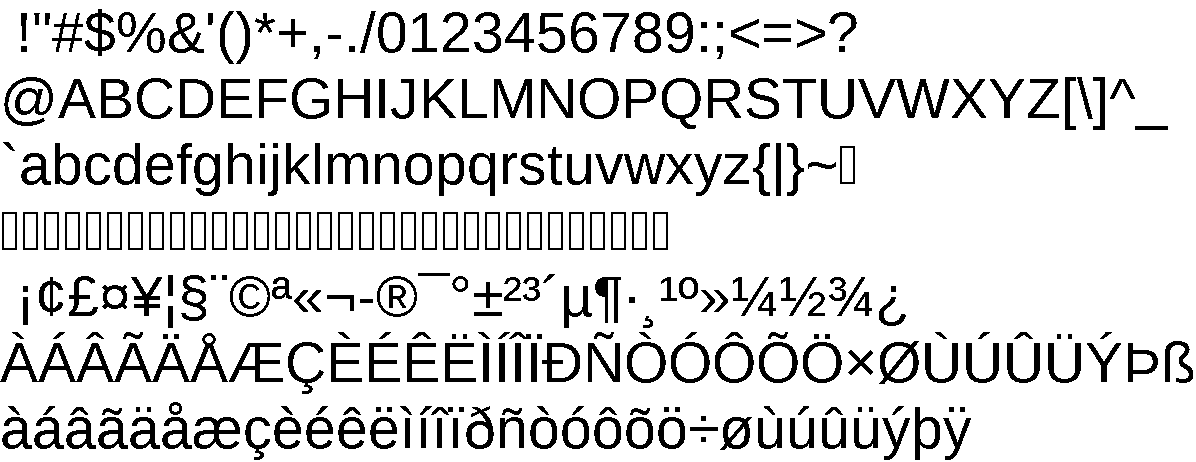 !"#$%&'()*+,-./0123456789:;<=>?
@ABCDEFGHIJKLMNOPQRSTUVWXYZ[\]^_
`abcdefghijklmnopqrstuvwxyz{|}~
¡¢£¤¥¦§¨©ª«¬-®¯°±²³´µ¶·¸¹º»¼½¾¿
ÀÁÂÃÄÅÆÇÈÉÊËÌÍÎÏÐÑÒÓÔÕÖ×ØÙÚÛÜÝÞß
àáâãäåæçèéêëìíîïðñòóôõö÷øùúûüýþÿ